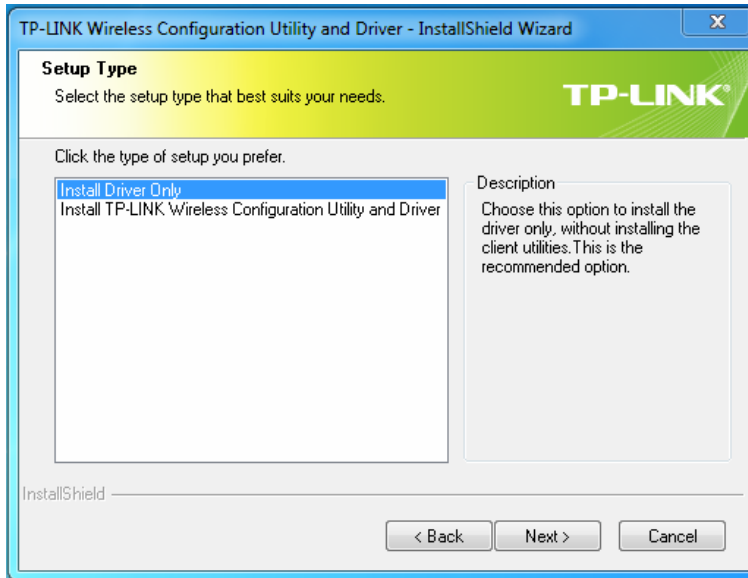 TP-LINK Wireless Configuration Utility and Driver - InstallShield Wizard
X
Setup Type
Select the setup type that best suits your needs.
TP-LINK®
Click the type of setup you prefer.
Install Driver Only
Install TP-LINK Wireless Configuration Utility and Driver
Description
Choose this option to install the
driver only, without installing the
client utilities.This is the
recommended option.
InstallShield
< Back
Next >
Cancel